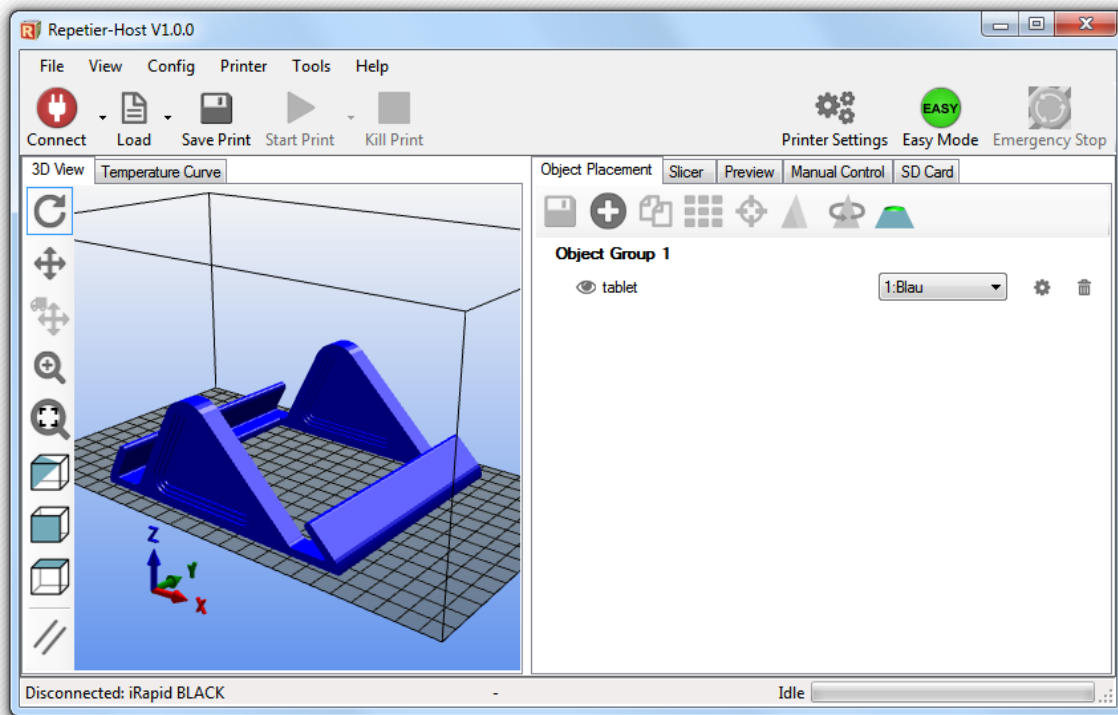 Repetier-Host V1.0.0
File View Config Printer Tools Help
Connect Load Save Print Start Print Kill Print Printer Settings EASY Easy Mode Emergency Stop
3D View Temperature Curve Object Placement Slicer Preview Manual Control SD Card
Object Group 1
tablet 1:Blau
Z
Y
X
Disconnected: iRapid BLACK - Idle